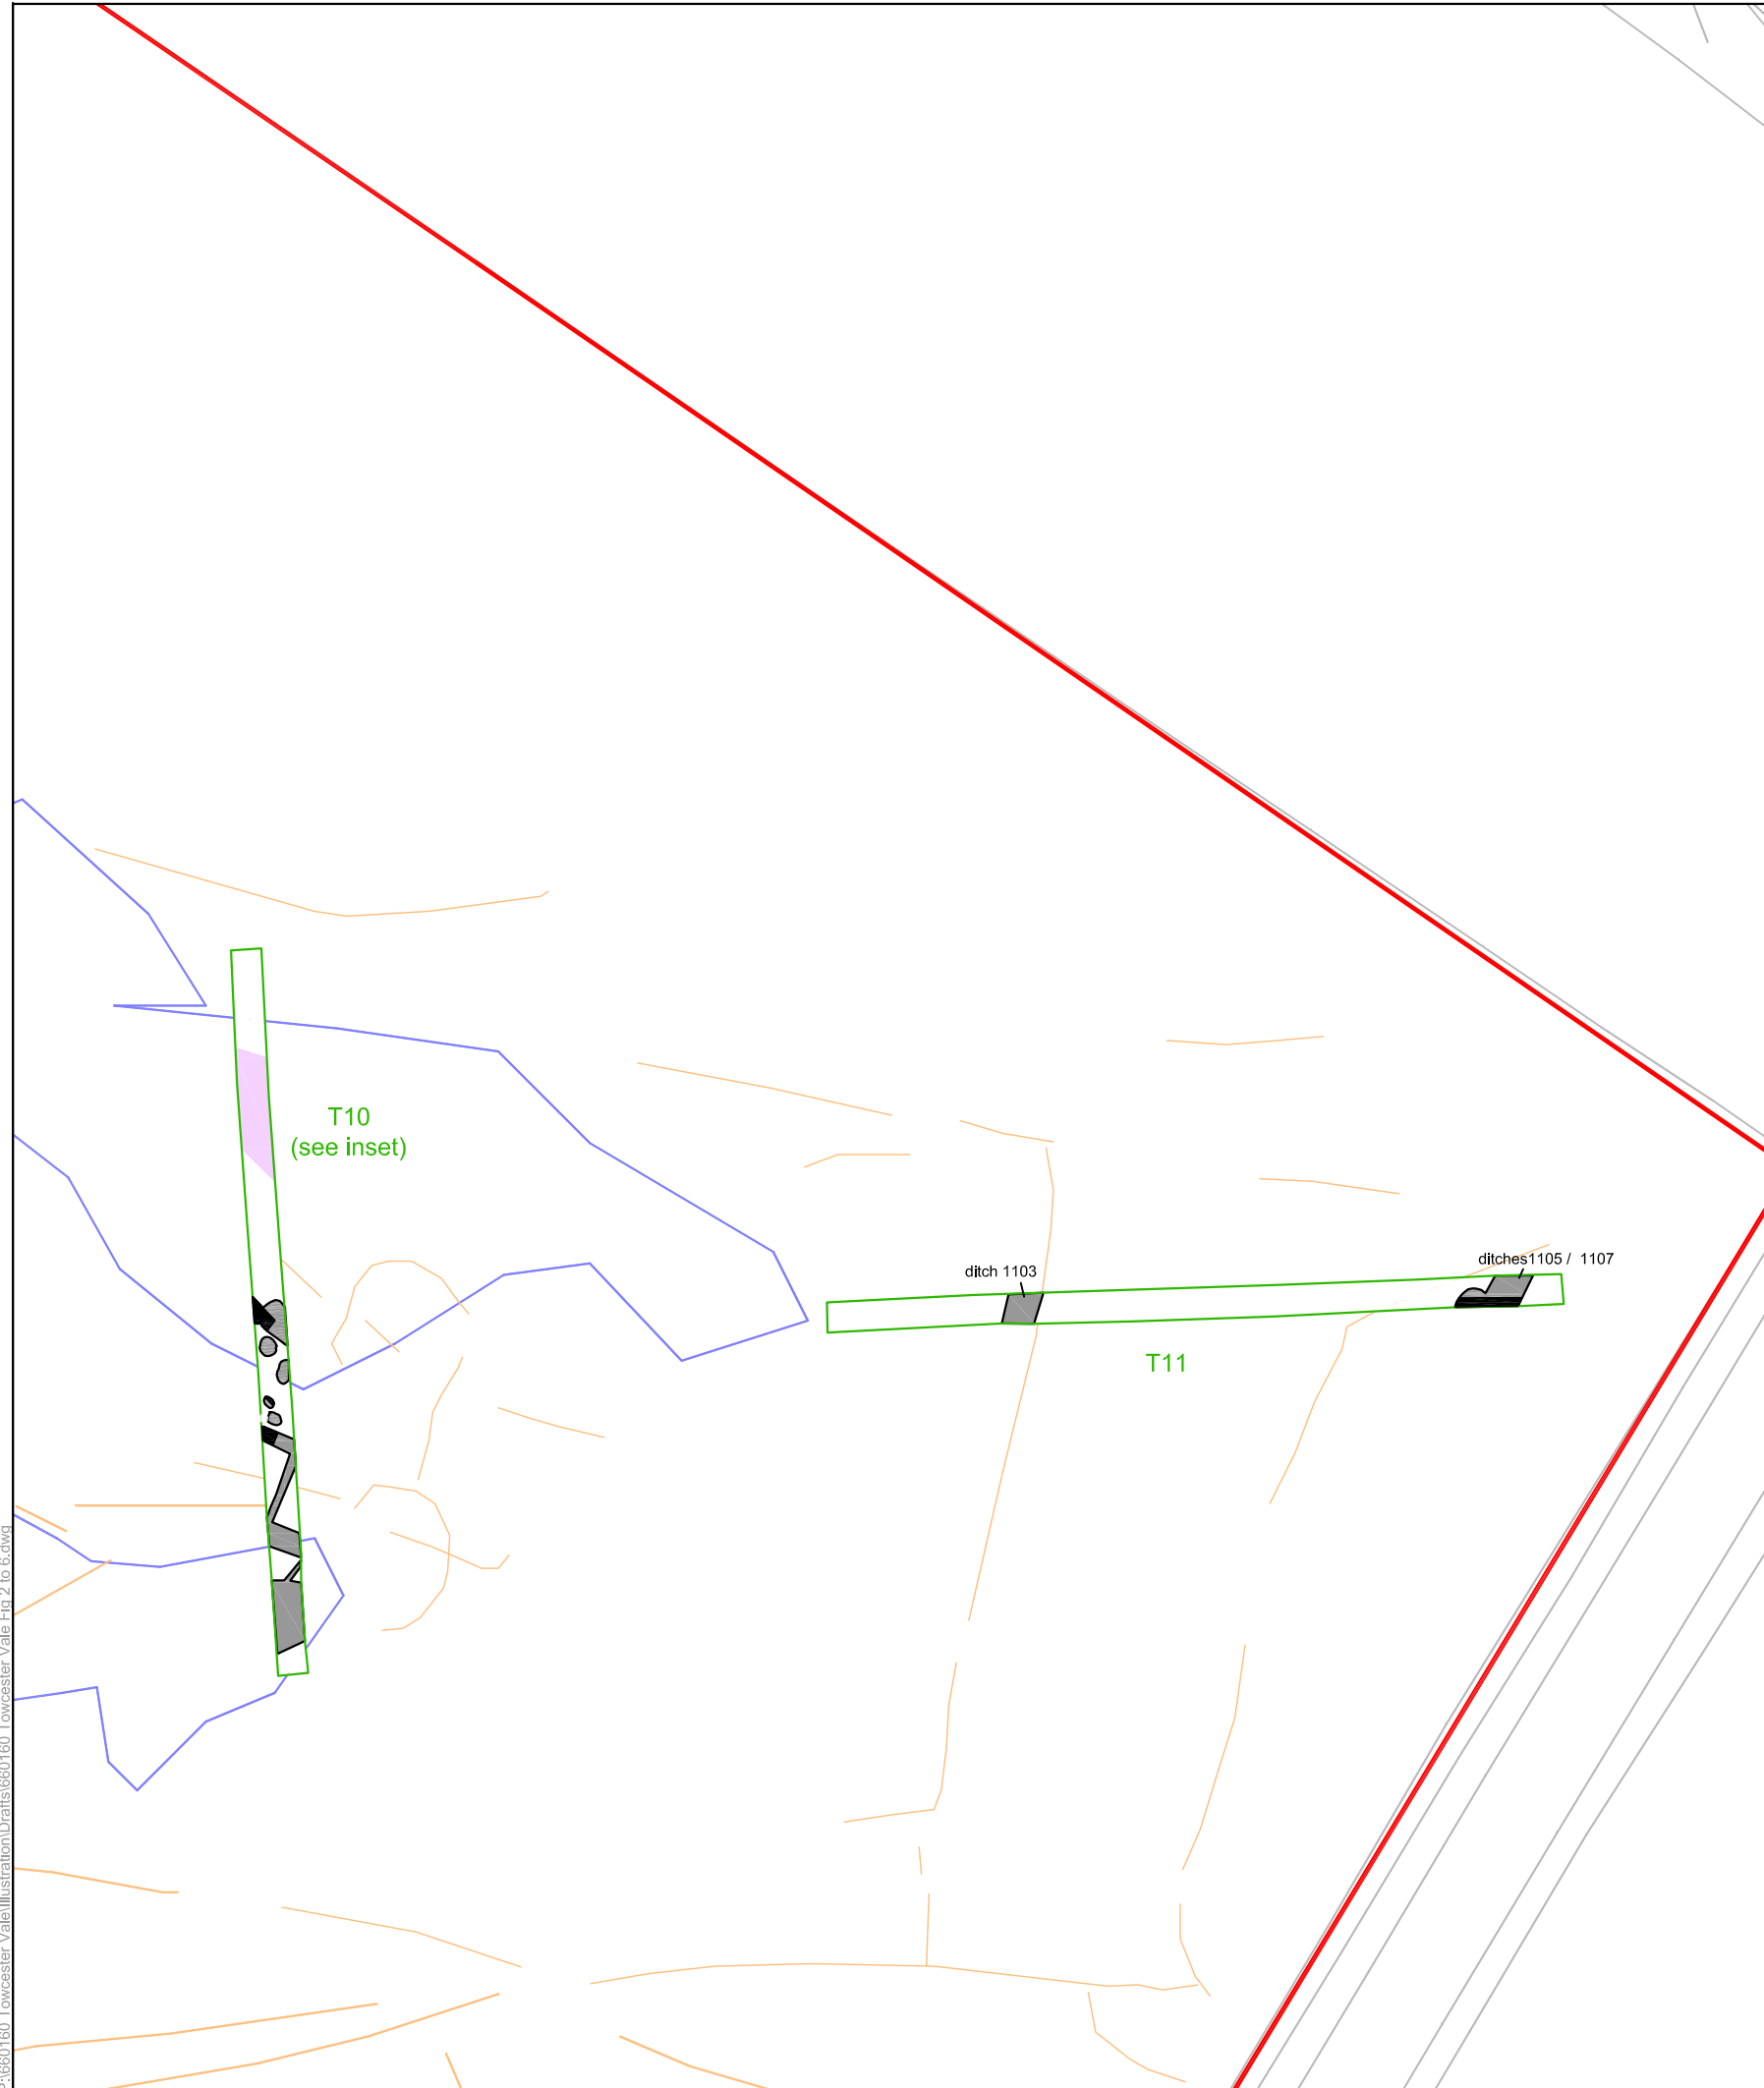 T10
(see inset)
ditch 1103
ditches1105 / 1107
T11
P:\660160 Towcester Vale\Illustration\Drafts\660160 Towcester Vale Fig 2 to 6.dwg